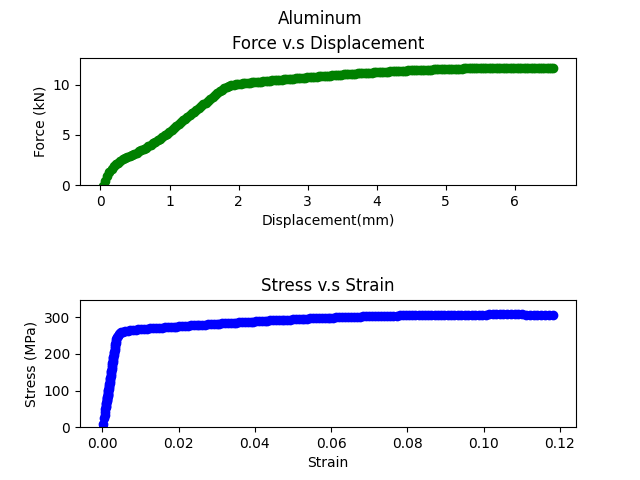 Aluminum
Force v.s Displacement
Force (kN)
10
5
0
0 1 2 3 4 5 6
Displacement(mm)
Stress v.s Strain
Stress (MPa)
300
200
100
0
0.00 0.02 0.04 0.06 0.08 0.10 0.12
Strain